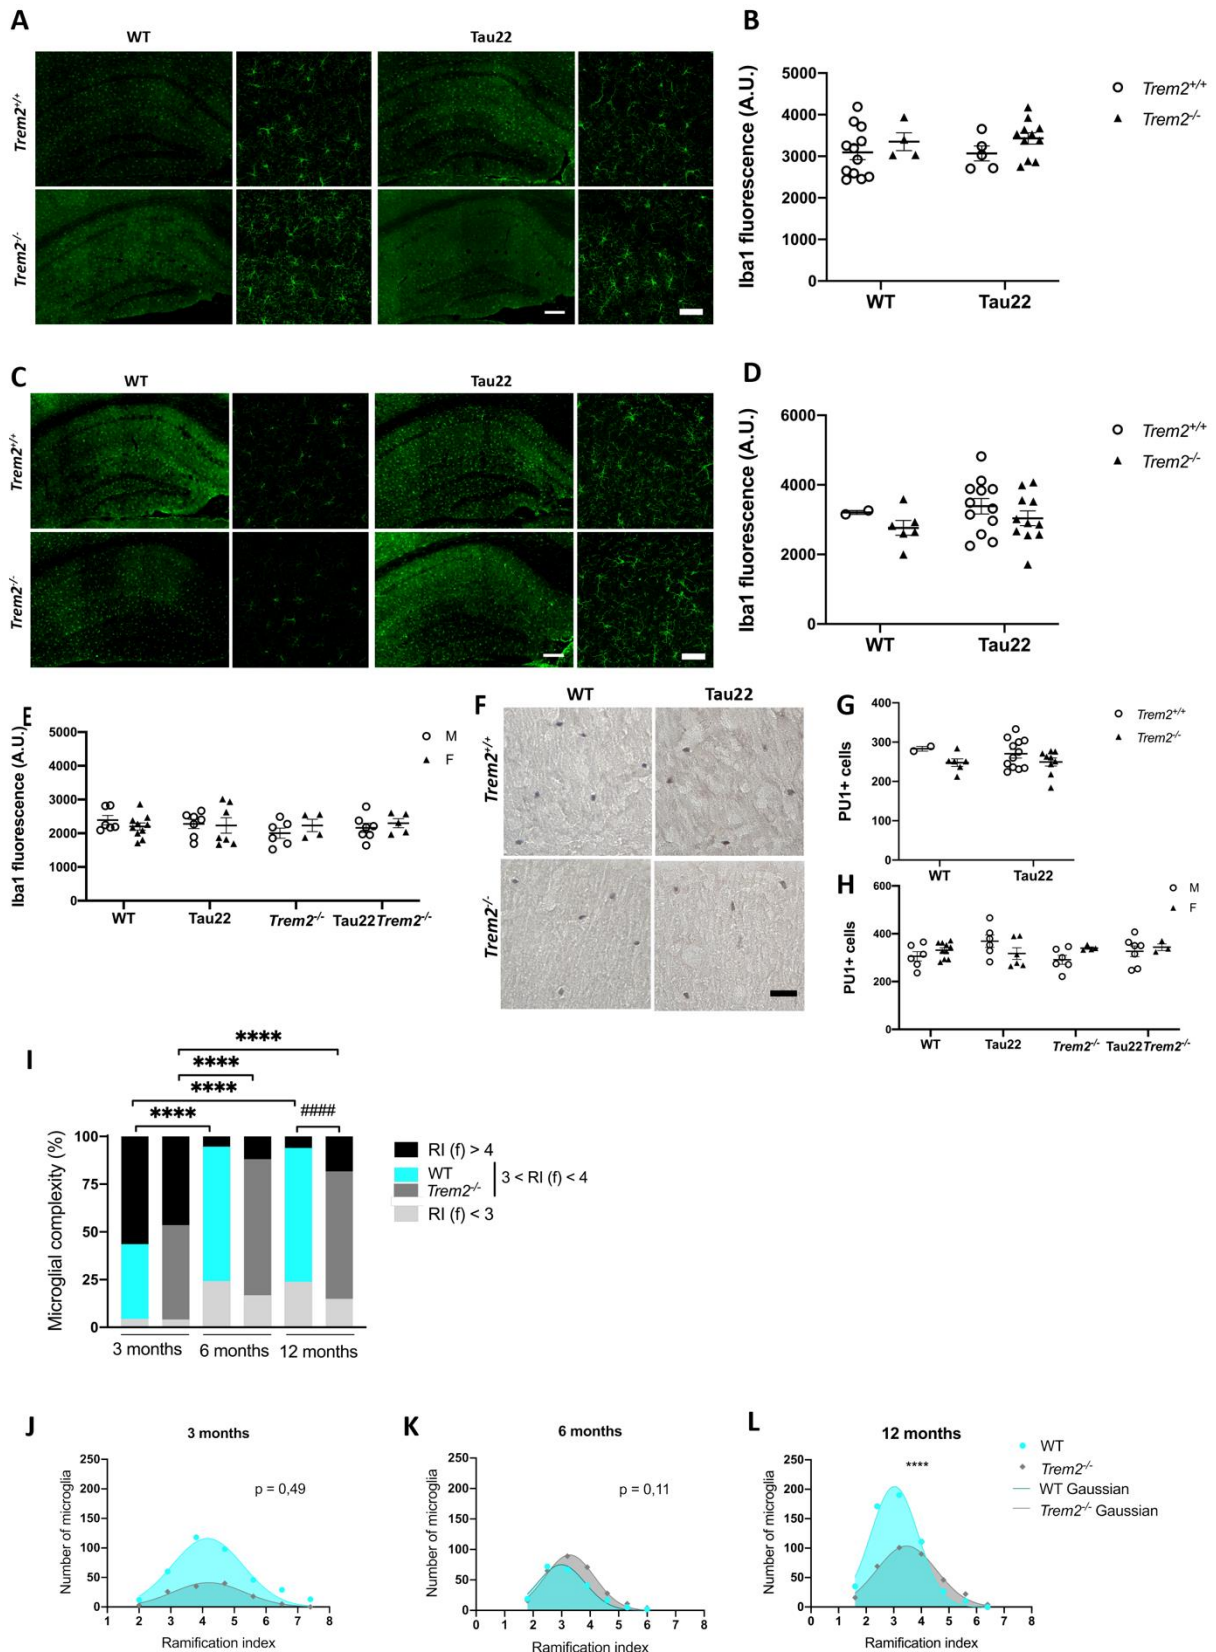 A
WT
Tau22
Trem2+/+
Trem2-/-
B
Iba1 fluorescence (A.U.)
5000
4000
3000
2000
1000
0
WT
Tau22
Trem2+/+
Trem2-/-
C
WT
Tau22
Trem2+/+
Trem2-/-
D
Iba1 fluorescence (A.U.)
6000
4000
2000
0
WT
Tau22
Trem2+/+
Trem2-/-
E
Iba1 fluorescence (A.U.)
5000
4000
3000
2000
1000
0
WT
Tau22
Trem2-/-
Tau22Trem2-/-
M
F
F
WT
Tau22
Trem2+/+
Trem2-/-
G
PU1+ cells
400
300
200
100
0
WT
Tau22
Trem2+/+
Trem2-/-
H
PU1+ cells
600
400
200
0
WT
Tau22
Trem2-/-
Tau22Trem2-/-
M
F
I
****
****
****
****
####
Microglial complexity (%)
100
75
50
25
0
3 months
6 months
12 months
RI (f) > 4
WT
Trem2-/-
3 < RI (f) < 4
RI (f) < 3
J
3 months
p = 0,49
Number of microglia
250
200
150
100
50
0
1 2 3 4 5 6 7 8
Ramification index
K
6 months
p = 0,11
Number of microglia
250
200
150
100
50
0
0 1 2 3 4 5 6 7 8
Ramification index
L
12 months
****
Number of microglia
250
200
150
100
50
0
0 1 2 3 4 5 6 7 8
Ramification index
WT
Trem2-/-
WT Gaussian
Trem2-/- Gaussian